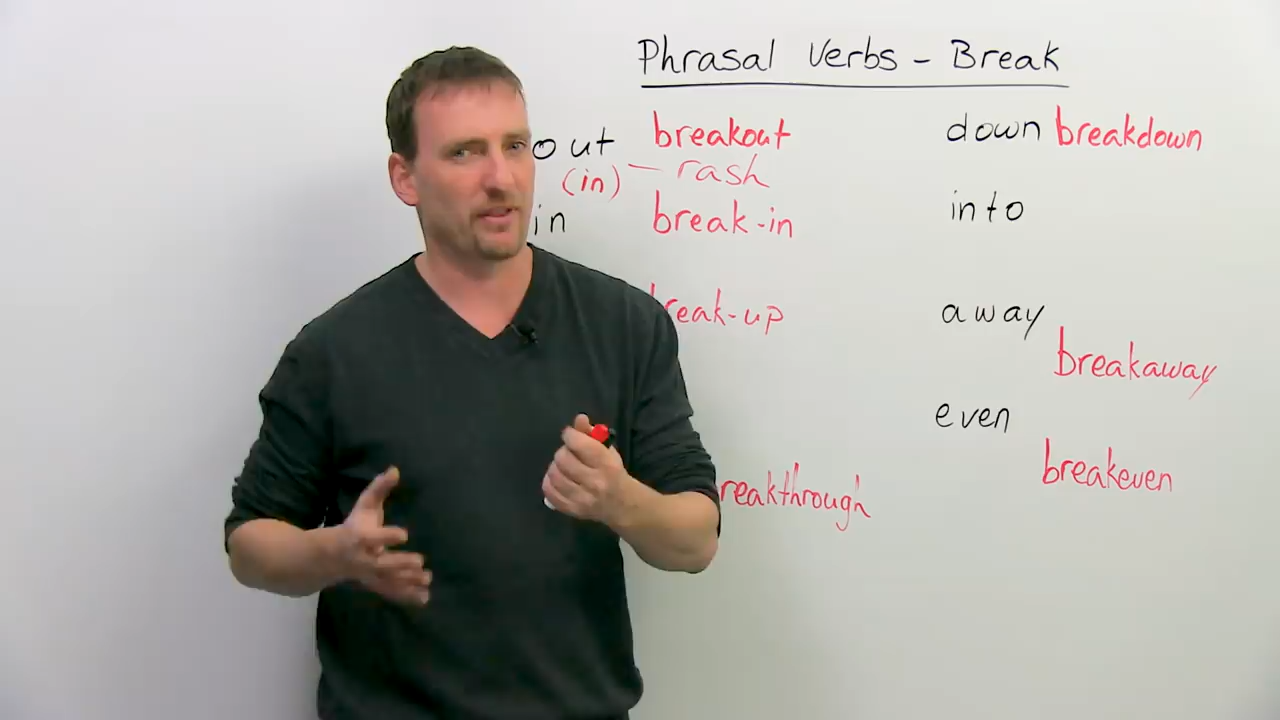 Phrasal Verbs - Break
out breakout
(in) — rash
in break-in
reak-up
reakthrough
down breakdown
into
away
breakaway
even
breakeven